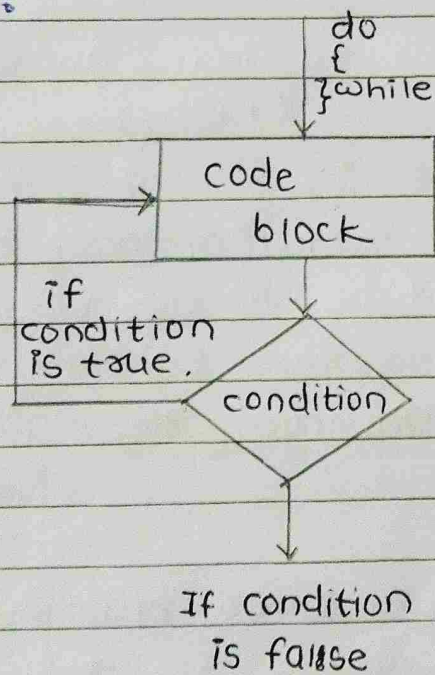 do
{
}while
code
block
if
condition
is true.
condition
If condition
is false